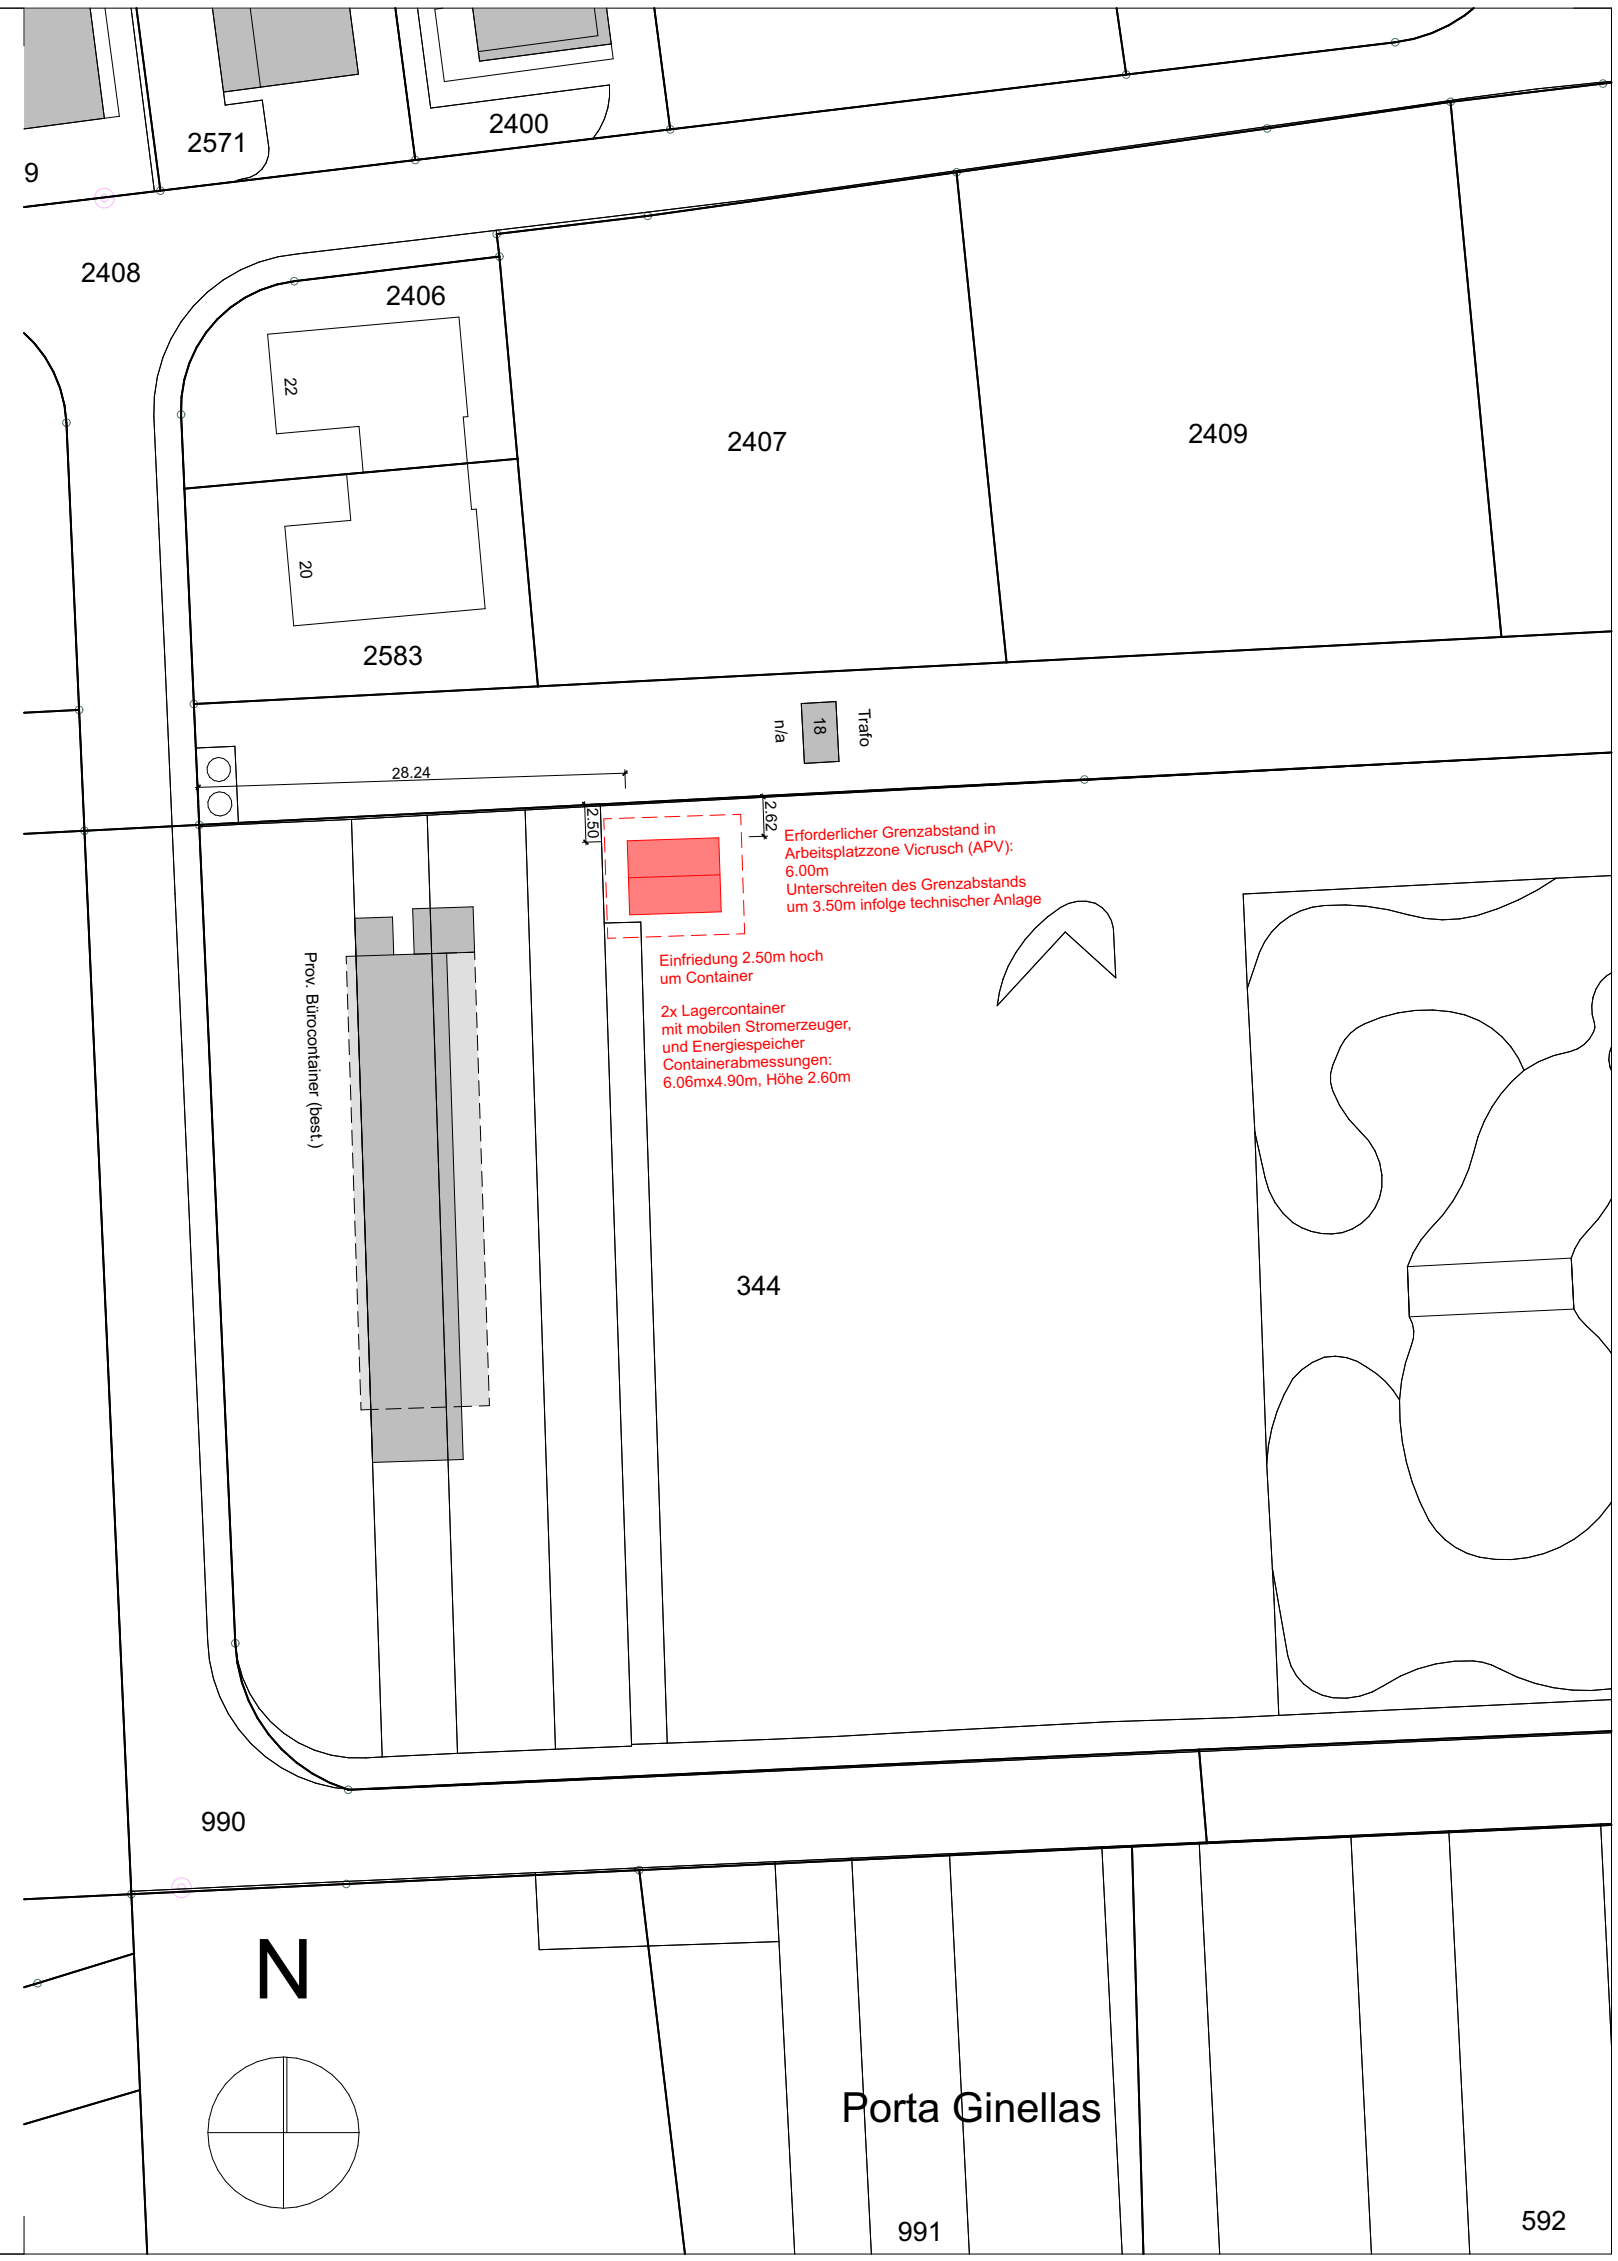 2571
2400
9
2408
2406
22
2407
2409
20
2583
Trafo
18
n/a
28.24
2.50
2.62
Erforderlicher Grenzabstand in
Arbeitsplatzzone Vicrusch (APV):
6.00m
Unterschreiten des Grenzabstands
um 3.50m infolge technischer Anlage
Einfriedung 2.50m hoch
um Container
2x Lagercontainer
mit mobilen Stromerzeuger,
und Energiespeicher
Containerabmessungen:
6.06mx4.90m, Höhe 2.60m
Prov. Bürocontainer (best.)
344
990
N
Porta Ginellas
991
592